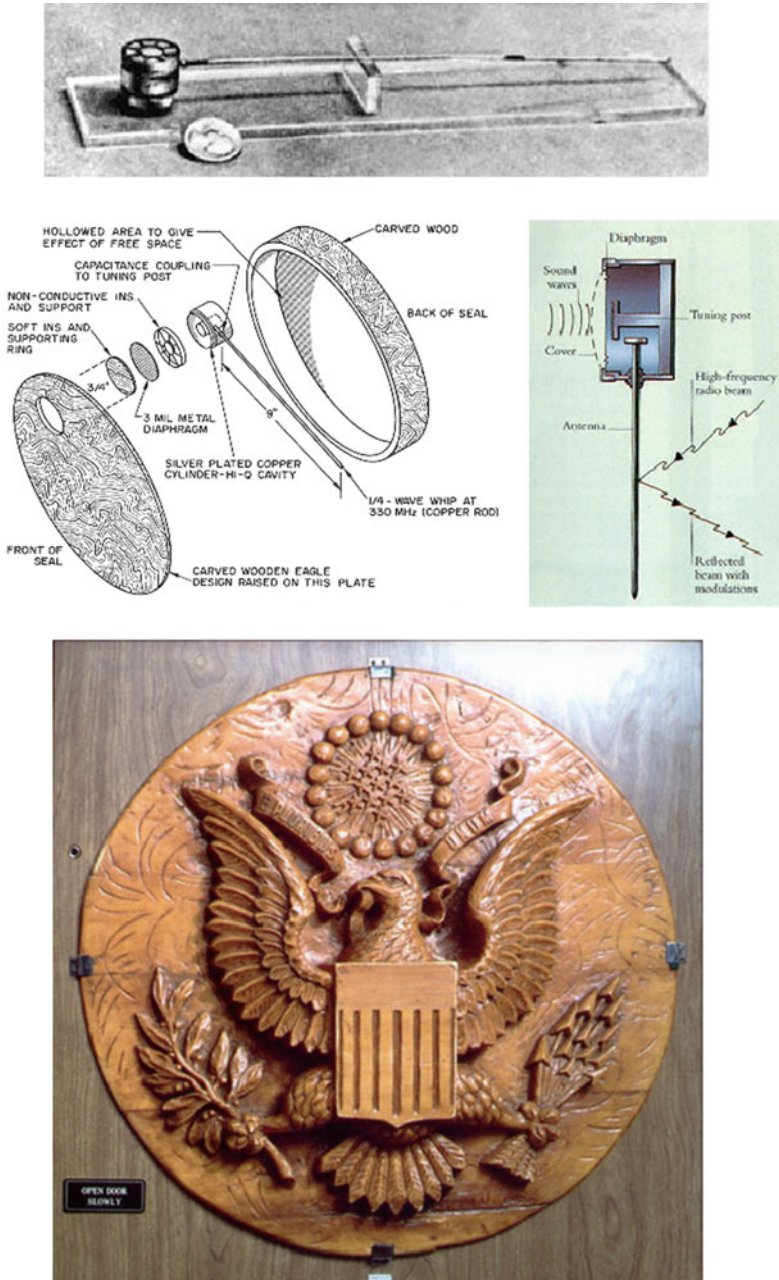 HOLLOWED AREA TO GIVE
EFFECT OF FREE SPACE
CARVED WOOD
CAPACITANCE COUPLING
TO TUNING POST
NON-CONDUCTIVE INS
AND SUPPORT
SOFT INS AND
SUPPORTING
RING
3/4"
BACK OF SEAL
9"
3 MIL METAL
DIAPHRAGM
SILVER PLATED COPPER
CYLINDER-HI-Q CAVITY
1/4 - WAVE WHIP AT
330 MHz (COPPER ROD)
FRONT OF
SEAL
CARVED WOODEN EAGLE
DESIGN RAISED ON THIS PLATE
Diaphragm
Sound
waves
Tuning post
Cover
High-frequency
radio beam
Antenna
Reflected
beam with
modulations
OPEN DOOR
SLOWLY